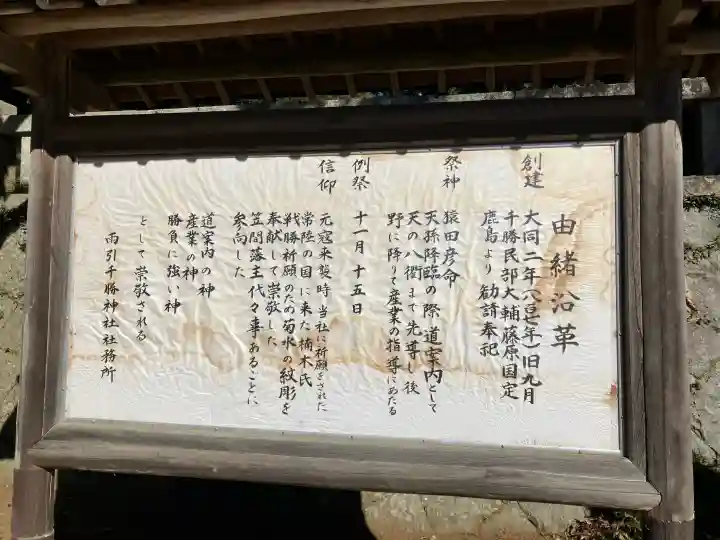 由緒沿革
創建 大同二年(八〇七年)旧九月
千勝民部大輔藤原国定
鹿島より勧請奉祀
祭神 猿田彦命
天孫降臨の際、道案内として
天の八衢まで先導し後
野に降りて産業の指導にあたる
例祭 十一月十五日
信仰 元寇来襲時当社に祈願をされた
常陸の国に来た楠木氏
戦勝祈願のため菊水の紋彫を
奉献して崇敬した
笠間藩主代々事あるごとに
参向した
道案内の神
産業の神
勝負に強い神
として崇敬される
雨引千勝神社社務所